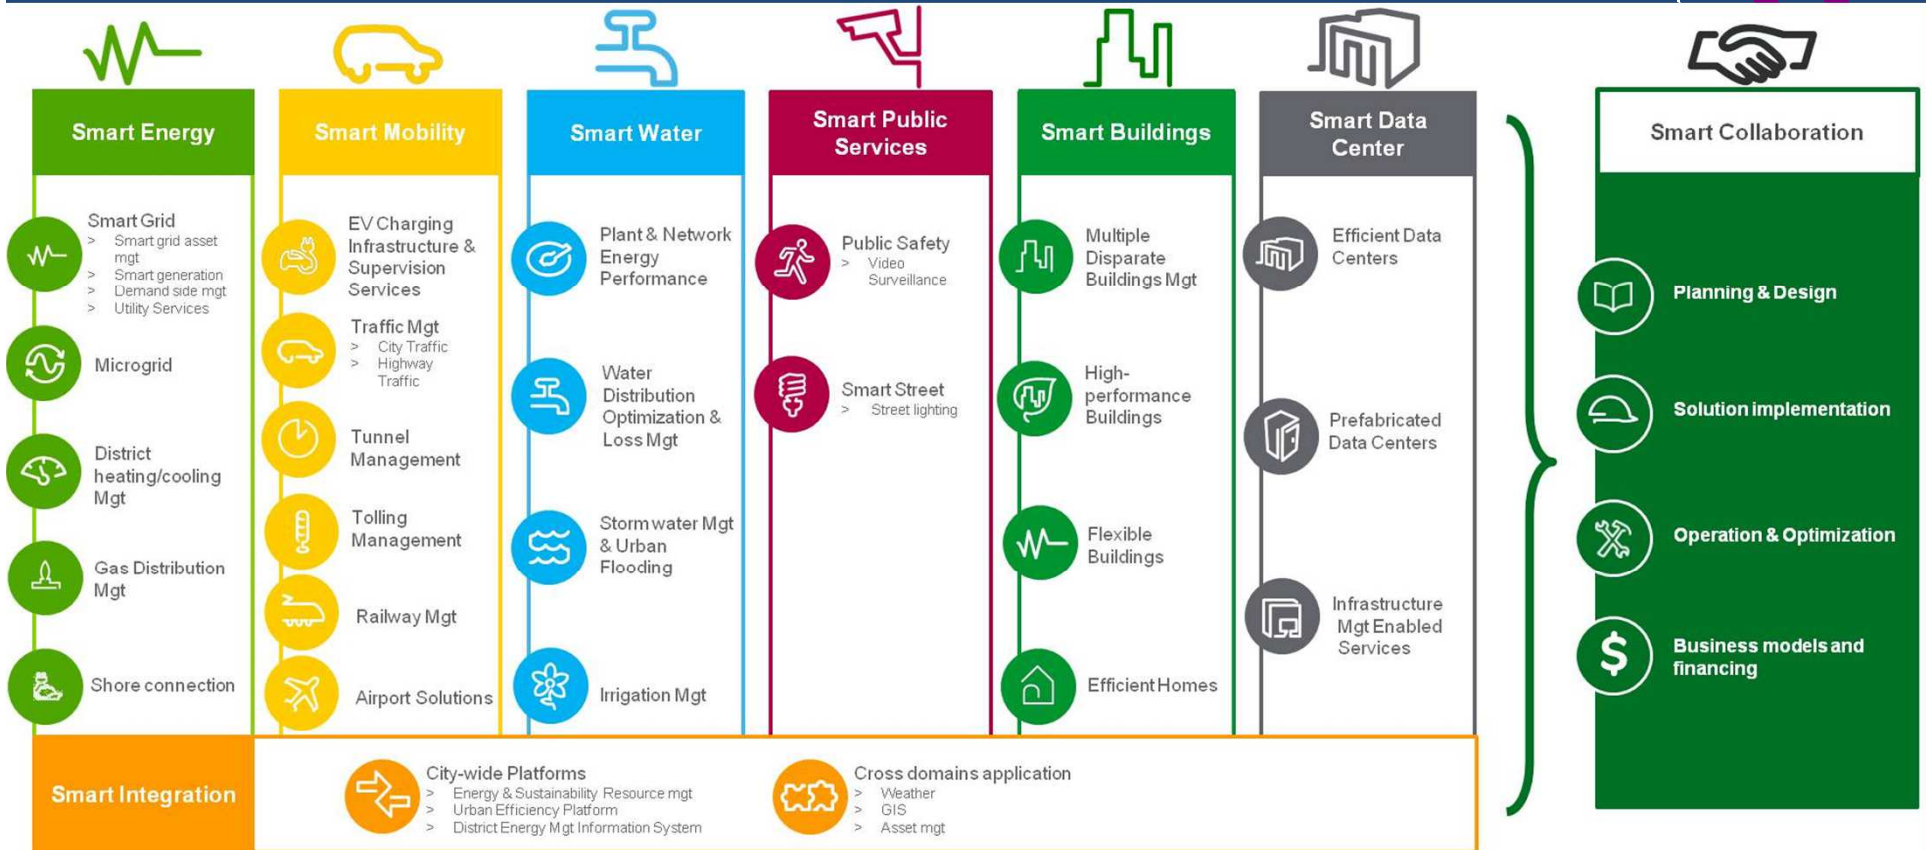 Smart Energy
Smart Grid
> Smart grid asset
mgt
> Smart generation
> Demand side mgt
> Utility Services
Microgrid
District
heating/cooling
Mgt
Gas Distribution
Mgt
Shore connection
Smart Mobility
EV Charging
Infrastructure &
Supervision
Services
Traffic Mgt
> City Traffic
> Highway
Traffic
Tunnel
Management
Tolling
Management
Railway Mgt
Airport Solutions
Smart Water
Plant & Network
Energy
Performance
Water
Distribution
Optimization &
Loss Mgt
Storm water Mgt
& Urban
Flooding
Irrigation Mgt
Smart Public
Services
Public Safety
> Video
Surveillance
Smart Street
> Street lighting
Smart Buildings
Multiple
Disparate
Buildings Mgt
High-
performance
Buildings
Flexible
Buildings
Efficient Homes
Smart Data
Center
Efficient Data
Centers
Prefabricated
Data Centers
Infrastructure
Mgt Enabled
Services
Smart Integration
City-wide Platforms
> Energy & Sustainability Resource mgt
> Urban Efficiency Platform
> District Energy Mgt Information System
Cross domains application
> Weather
> GIS
> Asset mgt
Smart Collaboration
Planning & Design
Solution implementation
Operation & Optimization
$
Business models and
financing